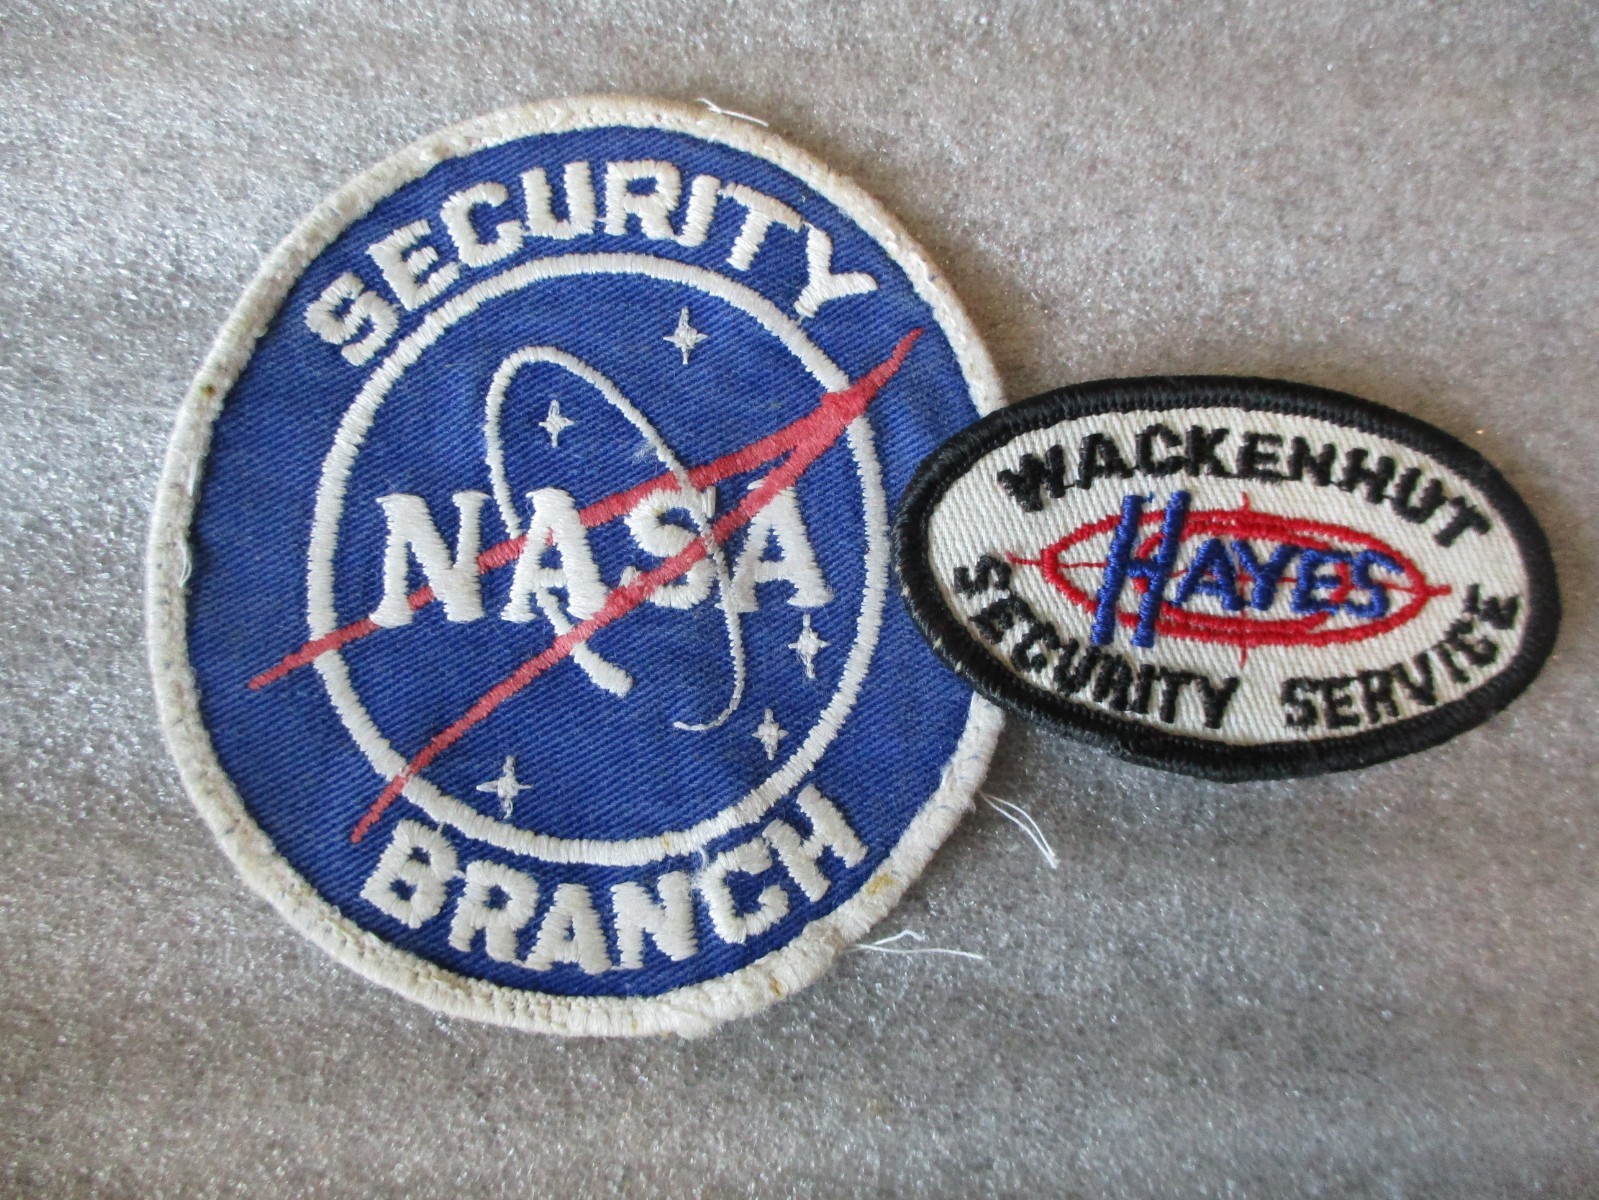 SECURITY
NASA
BRANCH
WACKENHUT
HAYES
SECURITY SERVICE